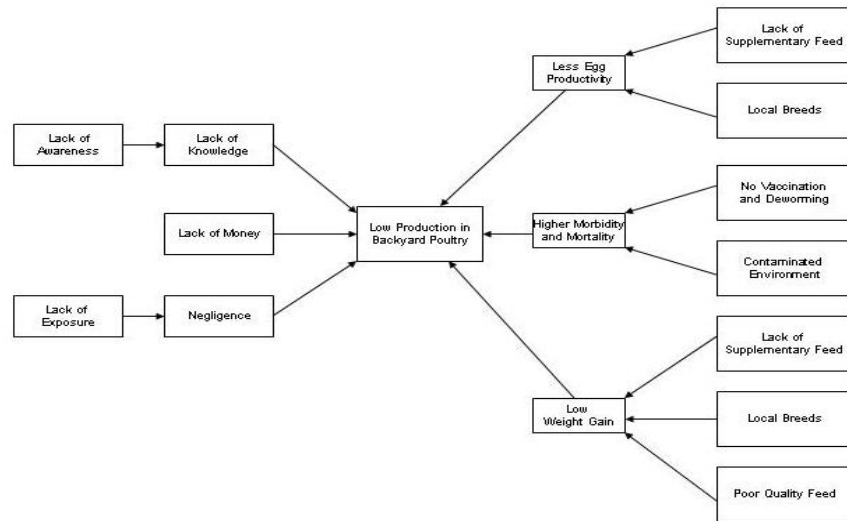 Lack of
Supplementary Feed
Less Egg
Productivity
Local Breeds
Lack of
Awareness
Lack of
Knowledge
No Vaccination
and Deworming
Lack of Money
Low Production in
Backyard Poultry
Higher Morbidity
and Mortality
Contaminated
Environment
Lack of
Exposure
Negligence
Lack of
Supplementary Feed
Low
Weight Gain
Local Breeds
Poor Quality Feed